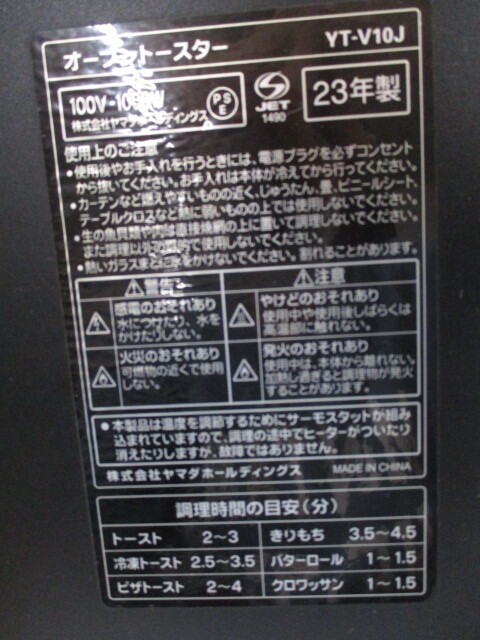 オーブントースター YT-V10J
100V-1000W
株式会社ヤマダホールディングス
PS
E
JET
1490
23年製
使用上のご注意
•使用後やお手入れを行うときには、電源プラグを必ずコンセント
から抜いてください。お手入れは本体が冷えてから行ってください。
•カーテンなど燃えやすいものの近く、じゅうたん、畳、ビニールシート、
テーブルクロスなど熱に弱いものの上では使用しないでください。
•生の魚貝類や肉は直接焼網の上に置いて調理しないでください。
また調理以外の目的で使用しないでください。
•熱いガラスまどに水をかけないでください。割れることがあります。
警告
感電のおそれあり
水につけたり、水を
かけたりしない。
火災のおそれあり
可燃物の近くで使用
しない。
注意
やけどのおそれあり
使用中や使用後しばらくは
高温部に触れない。
発火のおそれあり
使用中は、本体から離れない。
加熱し過ぎると調理物が発火
することがあります。
•本製品は温度を調節するためにサーモスタットが組み
込まれていますので、調理の途中でヒーターがついたり
消えたりしますが、故障ではありません。
株式会社ヤマダホールディングス MADE IN CHINA
調理時間の目安(分)
トースト 2～3 きりもち 3.5～4.5
冷凍トースト 2.5～3.5 バターロール 1～1.5
ピザトースト 2～4 クロワッサン 1～1.5